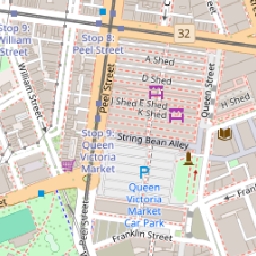 Stop 9:
William
Street
Stop 8:
Peel Street
32
A Shed
D Shed
I Shed E Shed
K Shed
H Shed
Queen Street
William Street
Peel Street
Stop 9:
Queen
Victoria
Market
String Bean Alley
P
Queen
Victoria
Market
Car Park
Peel Street
Franklin Street
Franklin